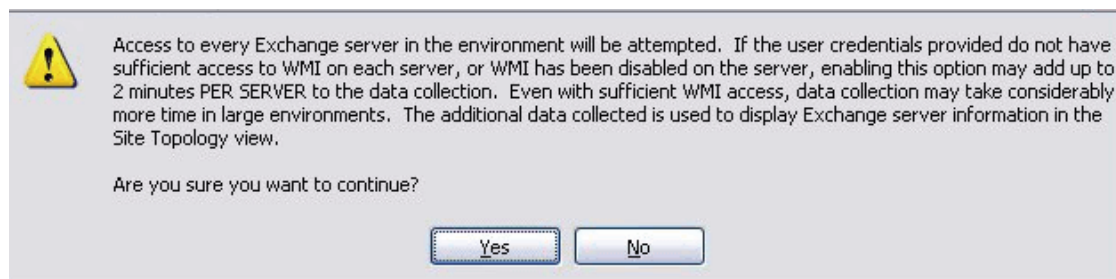 Access to every Exchange server in the environment will be attempted.  If the user credentials provided do not have
sufficient access to WMI on each server, or WMI has been disabled on the server, enabling this option may add up to
2 minutes PER SERVER to the data collection.  Even with sufficient WMI access, data collection may take considerably
more time in large environments.  The additional data collected is used to display Exchange server information in the
Site Topology view.
Are you sure you want to continue?
Yes No